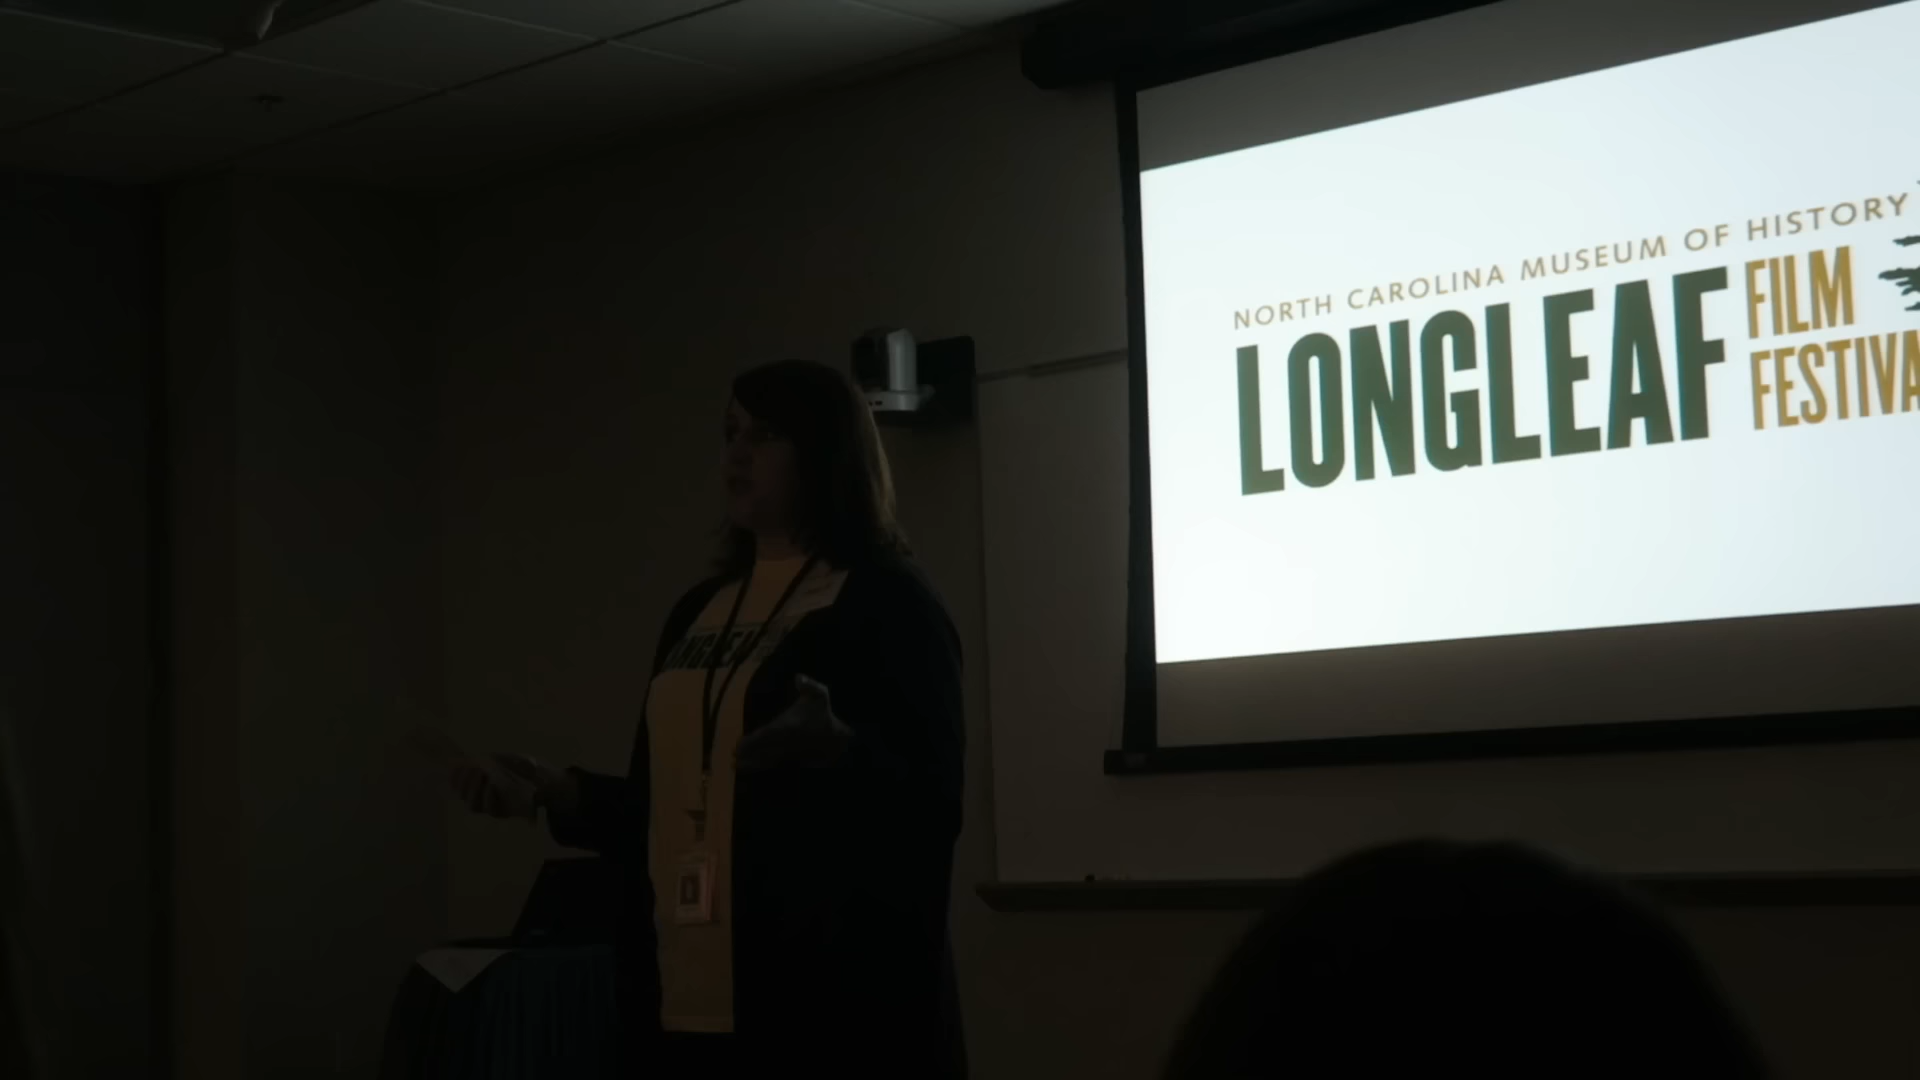 NORTH CAROLINA MUSEUM OF HISTORY
LONGLEAF
FILM
FESTIVA